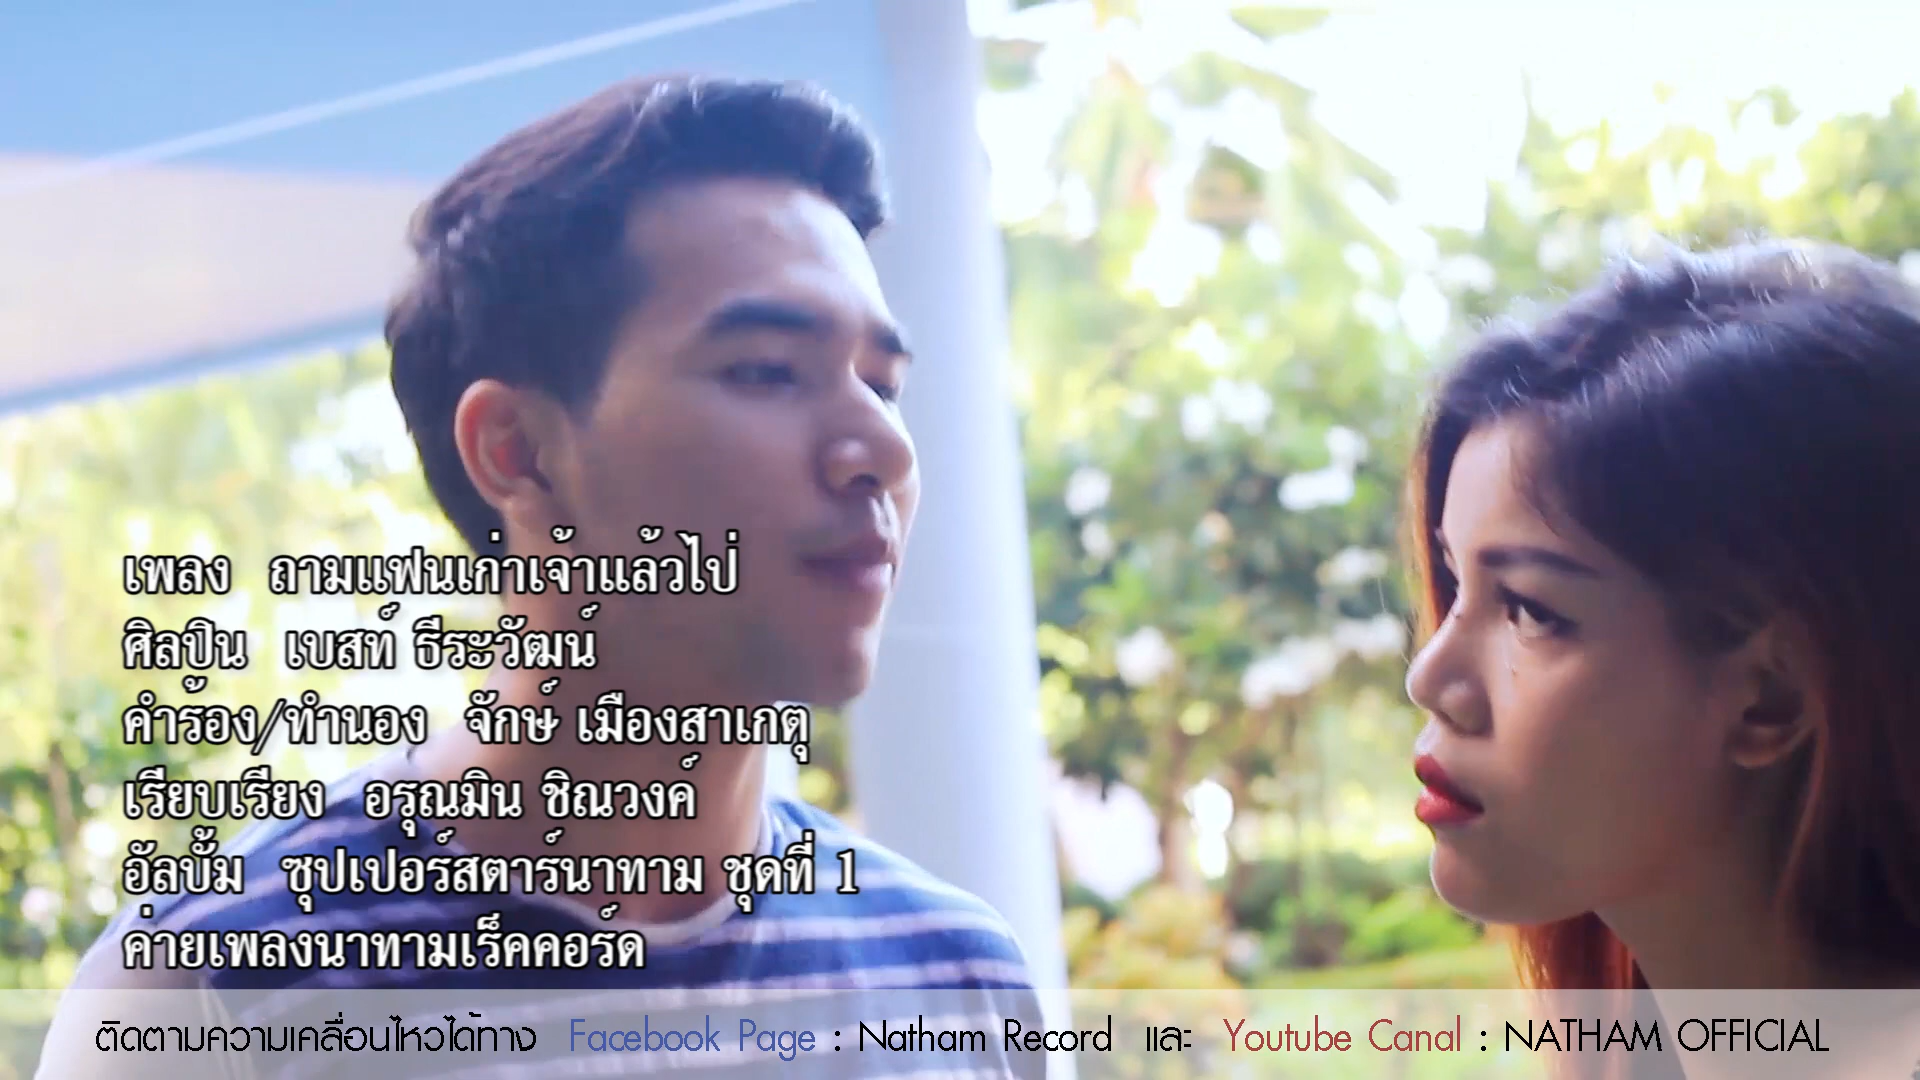 เพลง ถามแฟนเก่าเจ้าแล้วไป่
ศิลปิน เบสท์ ธีระวัฒน์
คำร้อง/ทำนอง จักษ์ เมืองสาเกตุ
เรียบเรียง อรุณมิน ชิณวงค์
อัลบั้ม ซุปเปอร์สตาร์นาทาม ชุดที่ 1
ค่ายเพลงนาทามเร็คคอร์ด
ติดตามความเคลื่อนไหวได้ทาง Facebook Page : Natham Record และ Youtube Canal : NATHAM OFFICIAL